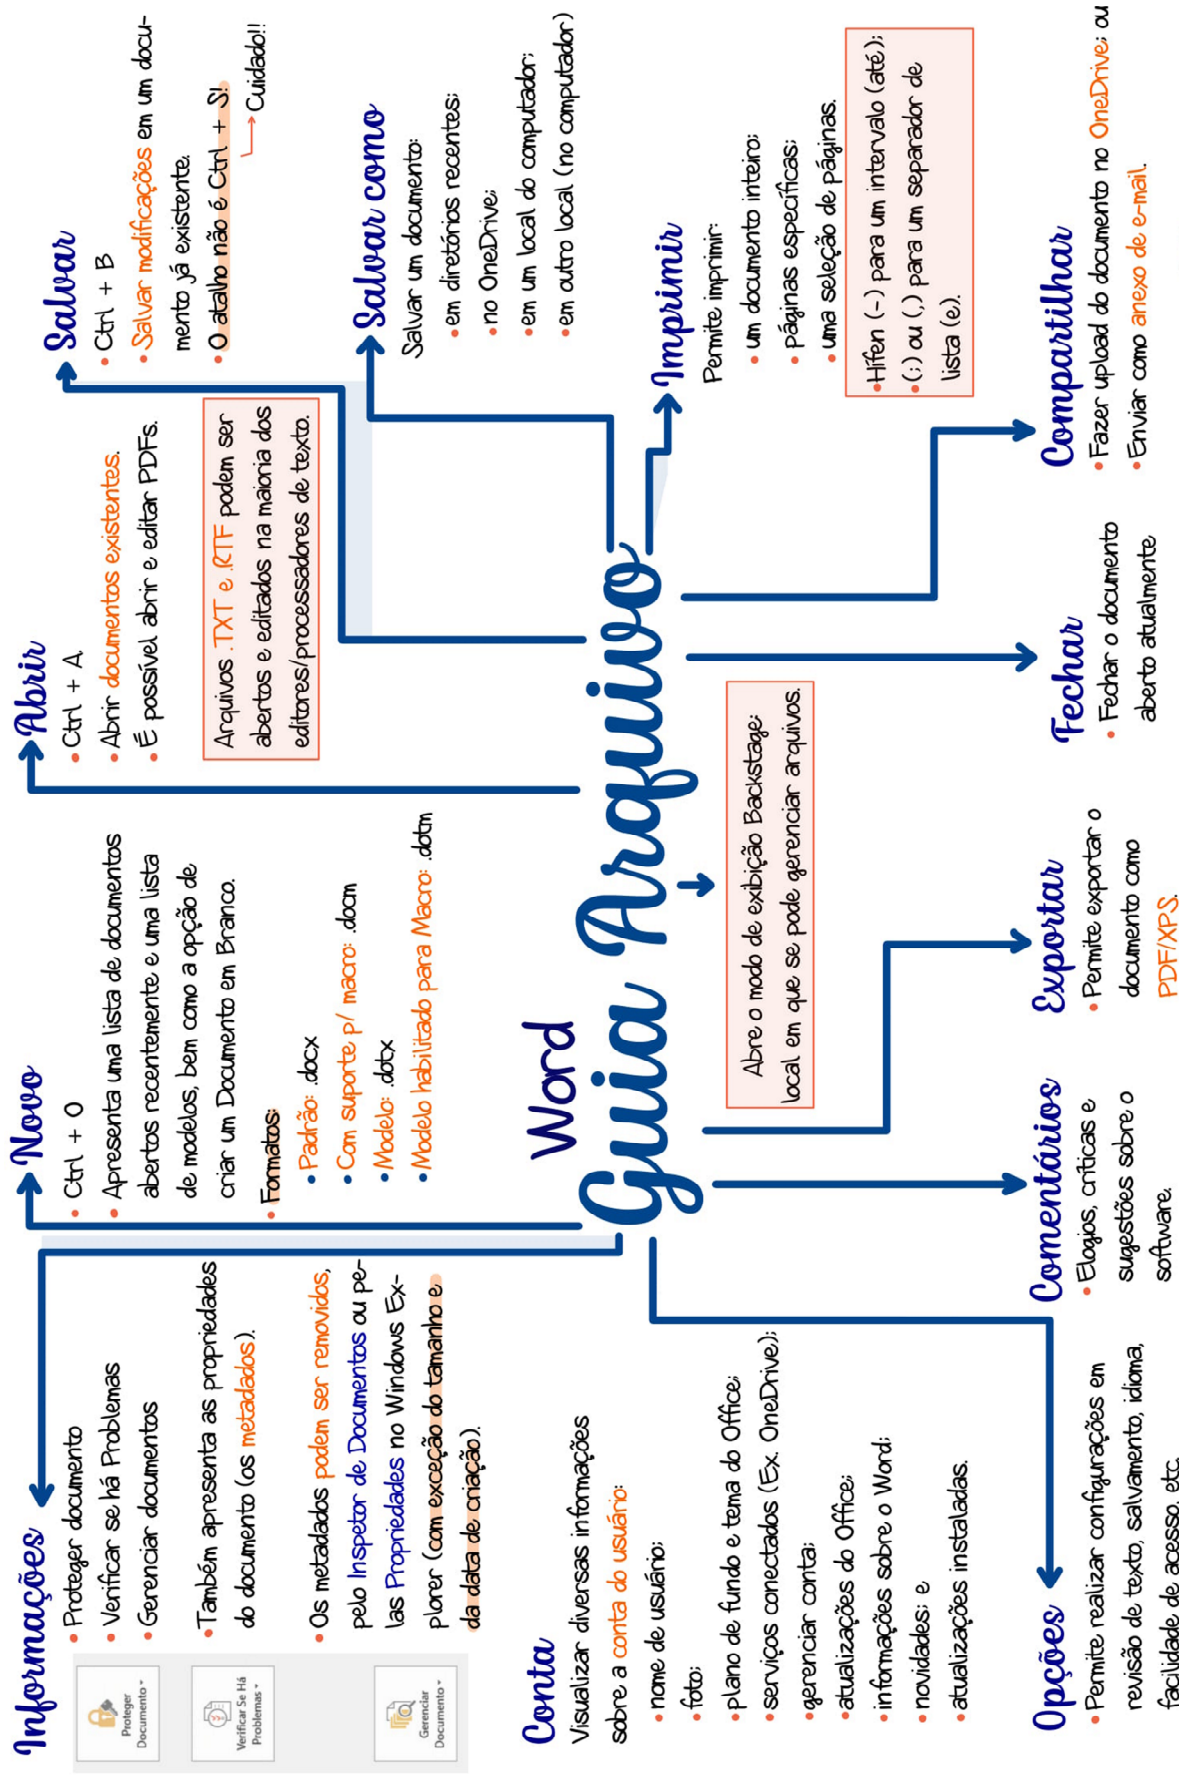 Informações
Proteger
Documento
Verificar Se Há
Problemas
Gerenciar
Documento
• Proteger documento
• Verificar se há Problemas
• Gerenciar documentos
• Também apresenta as propriedades
do documento (os metadados).
• Os metadados podem ser removidos,
pelo Inspetor de Documentos ou pe-
las Propriedades no Windows Ex-
plorer (com exceção do tamanho e
da data de criação).
Novo
• Ctrl + O
• Apresenta uma lista de documentos
abertos recentemente e uma lista
de modelos, bem como a opção de
criar um Documento em Branco.
• Formatos:
• Padrão: .docx
• Com suporte p/ macro: .docm
• Modelo: .dotx
• Modelo habilitado para Macro: .dotm
Abrir
• Ctrl + A
• Abrir documentos existentes.
• É possível abrir e editar PDFs.
Arquivos .TXT e .RTF podem ser
abertos e editados na maioria dos
editores/processadores de texto.
Salvar
• Ctrl + B
• Salvar modificações em um docu-
mento já existente.
• O atalho não é Ctrl + S!
Cuidado!!
Salvar como
Salvar um documento:
• em diretórios recentes;
• no OneDrive;
• em um local do computador;
• em outro local (no computador)
Word
Guia Arquivo
Abre o modo de exibição Backstage:
local em que se pode gerenciar arquivos.
Imprimir
Permite imprimir:
• um documento inteiro;
• páginas específicas;
• uma seleção de páginas.
• Hífen (-) para um intervalo (até);
• (;) ou (,) para um separador de
lista (e).
Conta
Visualizar diversas informações
sobre a conta do usuário:
• nome de usuário;
• foto;
• plano de fundo e tema do Office;
• serviços conectados (Ex. OneDrive);
• gerenciar conta;
• atualizações do Office;
• informações sobre o Word;
• novidades; e
• atualizações instaladas.
Opções
• Permite realizar configurações em
revisão de texto, salvamento, idioma,
facilidade de acesso, etc.
Comentários
• Elogios, críticas e
sugestões sobre o
software.
Exportar
• Permite exportar o
documento como
PDF/XPS.
Fechar
• Fechar o documento
aberto atualmente
Compartilhar
• Fazer upload do documento no OneDrive; ou
• Enviar como anexo de e-mail.